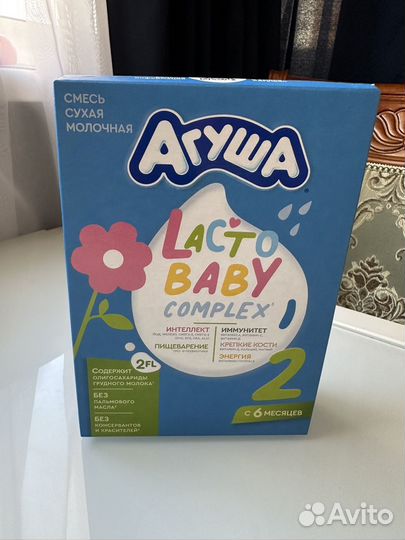 СМЕСЬ
СУХАЯ
МОЛОЧНАЯ
АГУША
LACTO
BABY
COMPLEX
ИНТЕЛЛЕКТ
ИММУНИТЕТ
ПИЩЕВАРЕНИЕ
КРЕПКИЕ КОСТИ
ЭНЕРГИЯ
2
С 6 МЕСЯЦЕВ
СОДЕРЖИТ 2FL
ОЛИГОСАХАРИДЫ
ГРУДНОГО МОЛОКА
БЕЗ
ПАЛЬМОВОГО
МАСЛА
БЕЗ
КОНСЕРВАНТОВ
И КРАСИТЕЛЕЙ
Avito